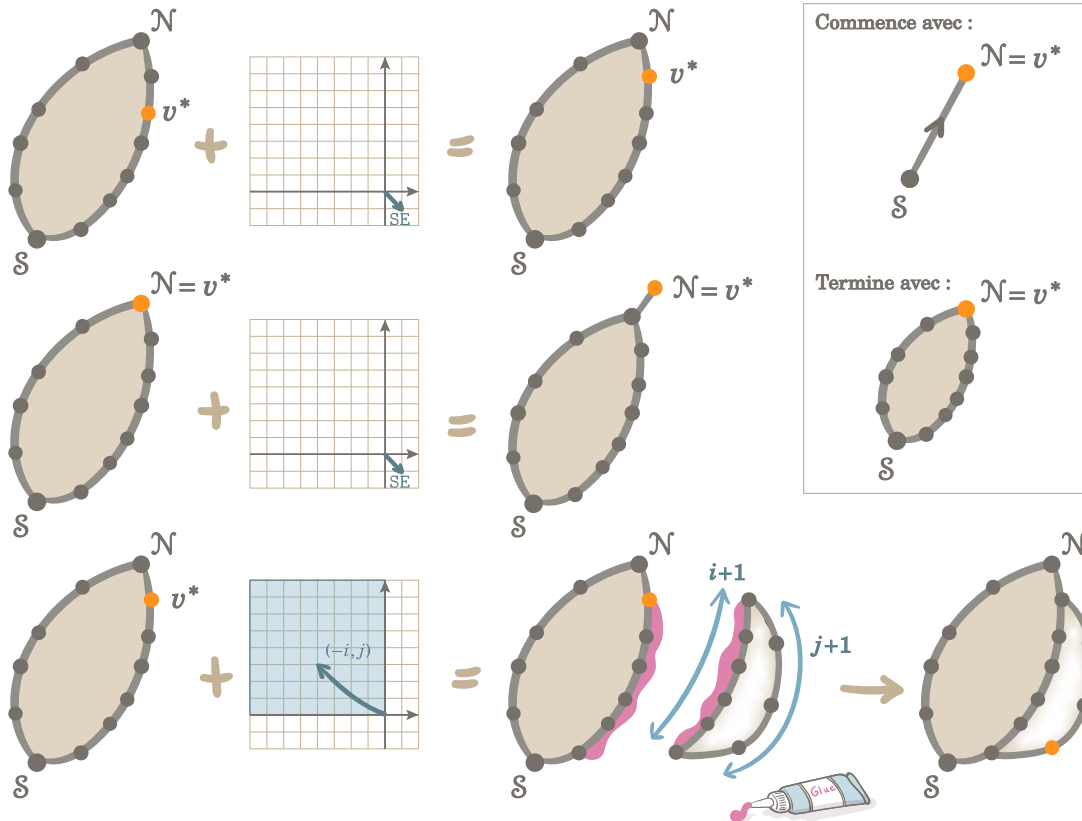 𝒩
v*
SE
𝒮
𝒩
v*
𝒮
Commence avec :
𝒩 = v*
𝒮
𝒩 = v*
SE
𝒮
𝒩 = v*
𝒮
Termine avec :
𝒩 = v*
𝒮
𝒩
v*
(−i, j)
𝒮
𝒩
i+1
j+1
𝒮
Glue
𝒩
𝒮